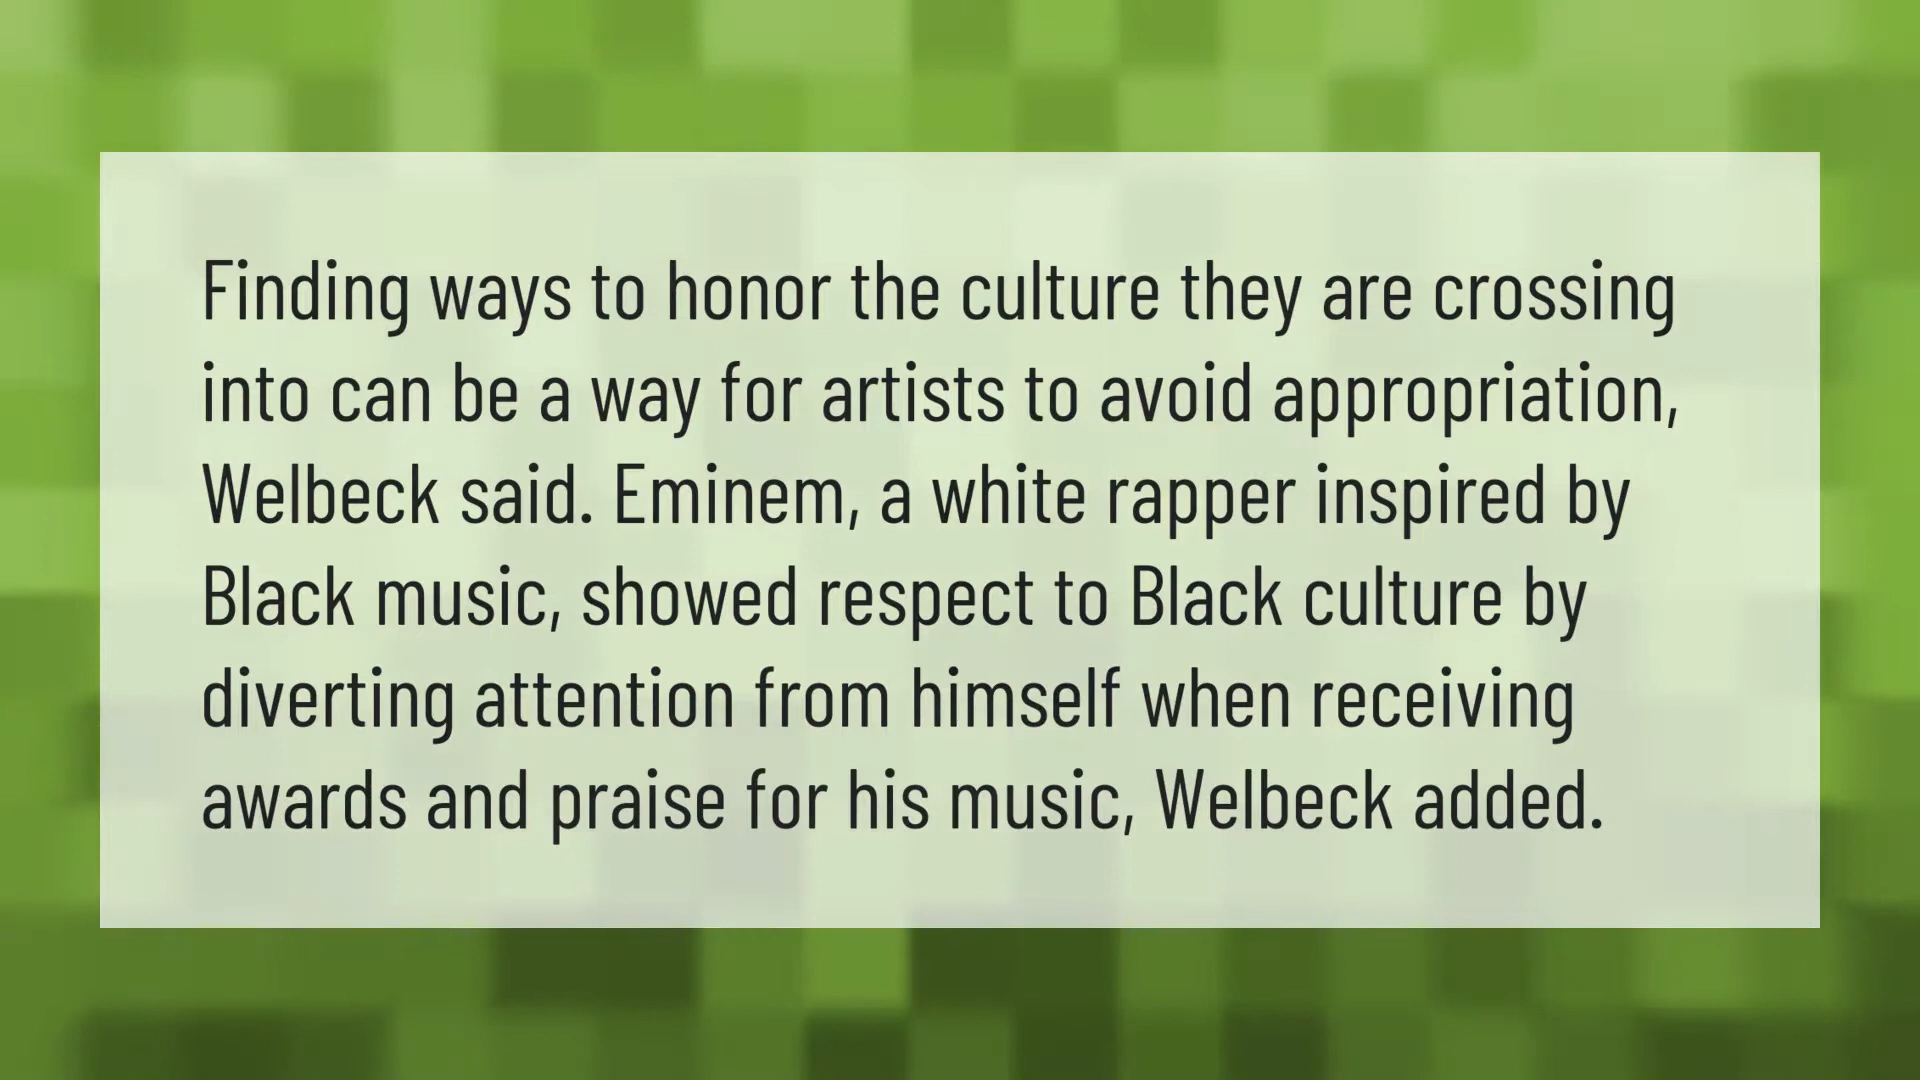 Finding ways to honor the culture they are crossing
into can be a way for artists to avoid appropriation,
Welbeck said. Eminem, a white rapper inspired by
Black music, showed respect to Black culture by
diverting attention from himself when receiving
awards and praise for his music, Welbeck added.